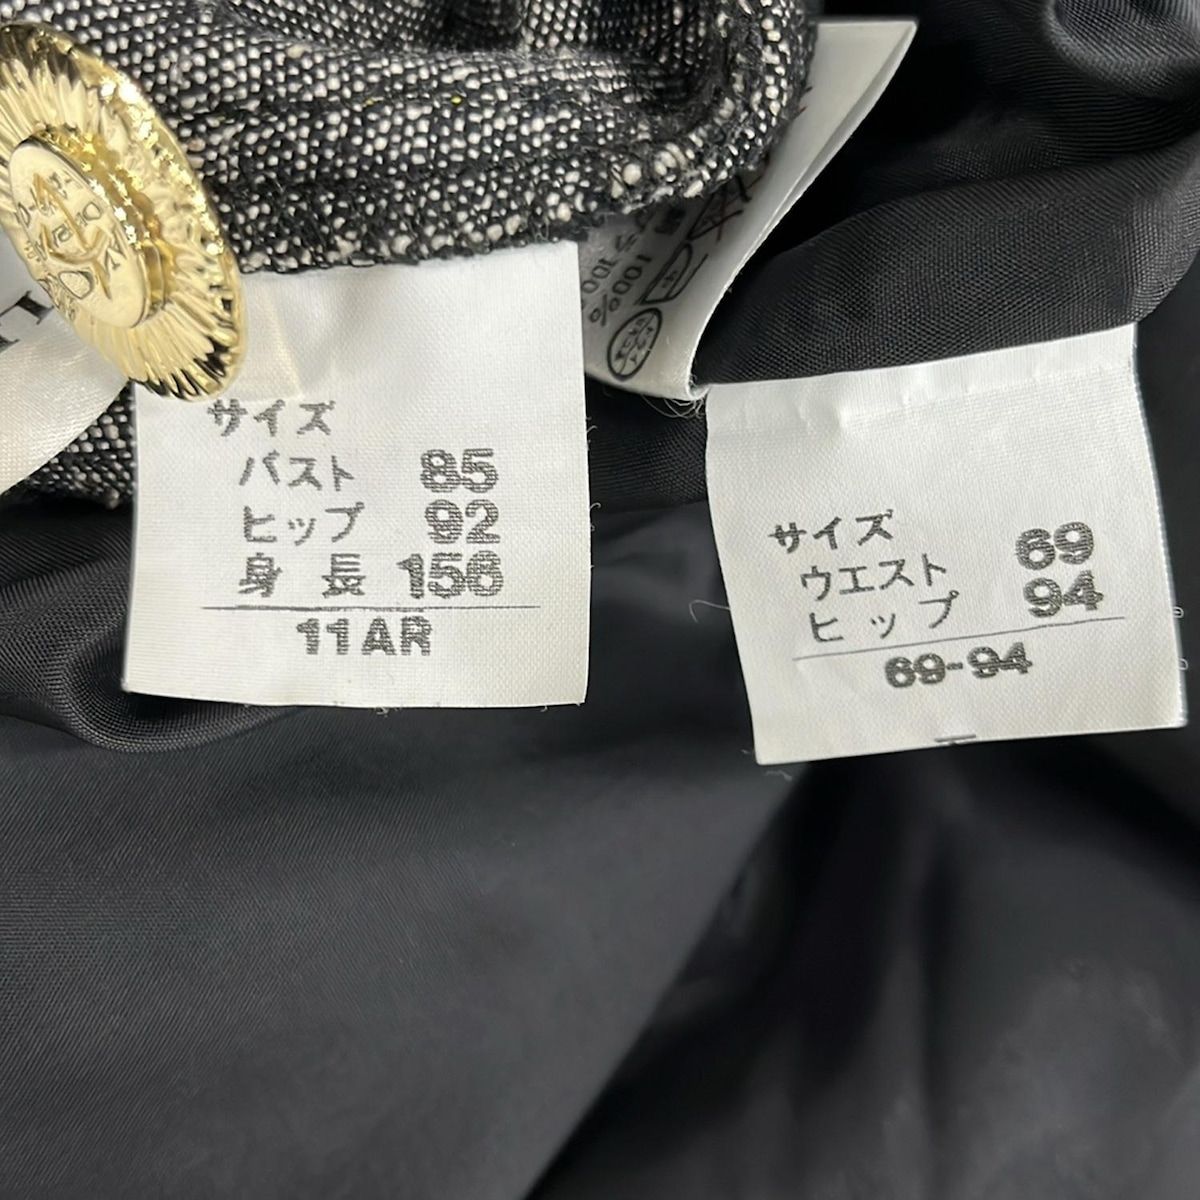 サイズ
バスト 85
ヒップ 92
身長 156
11AR
サイズ
ウエスト 69
ヒップ 94
69-94
100%